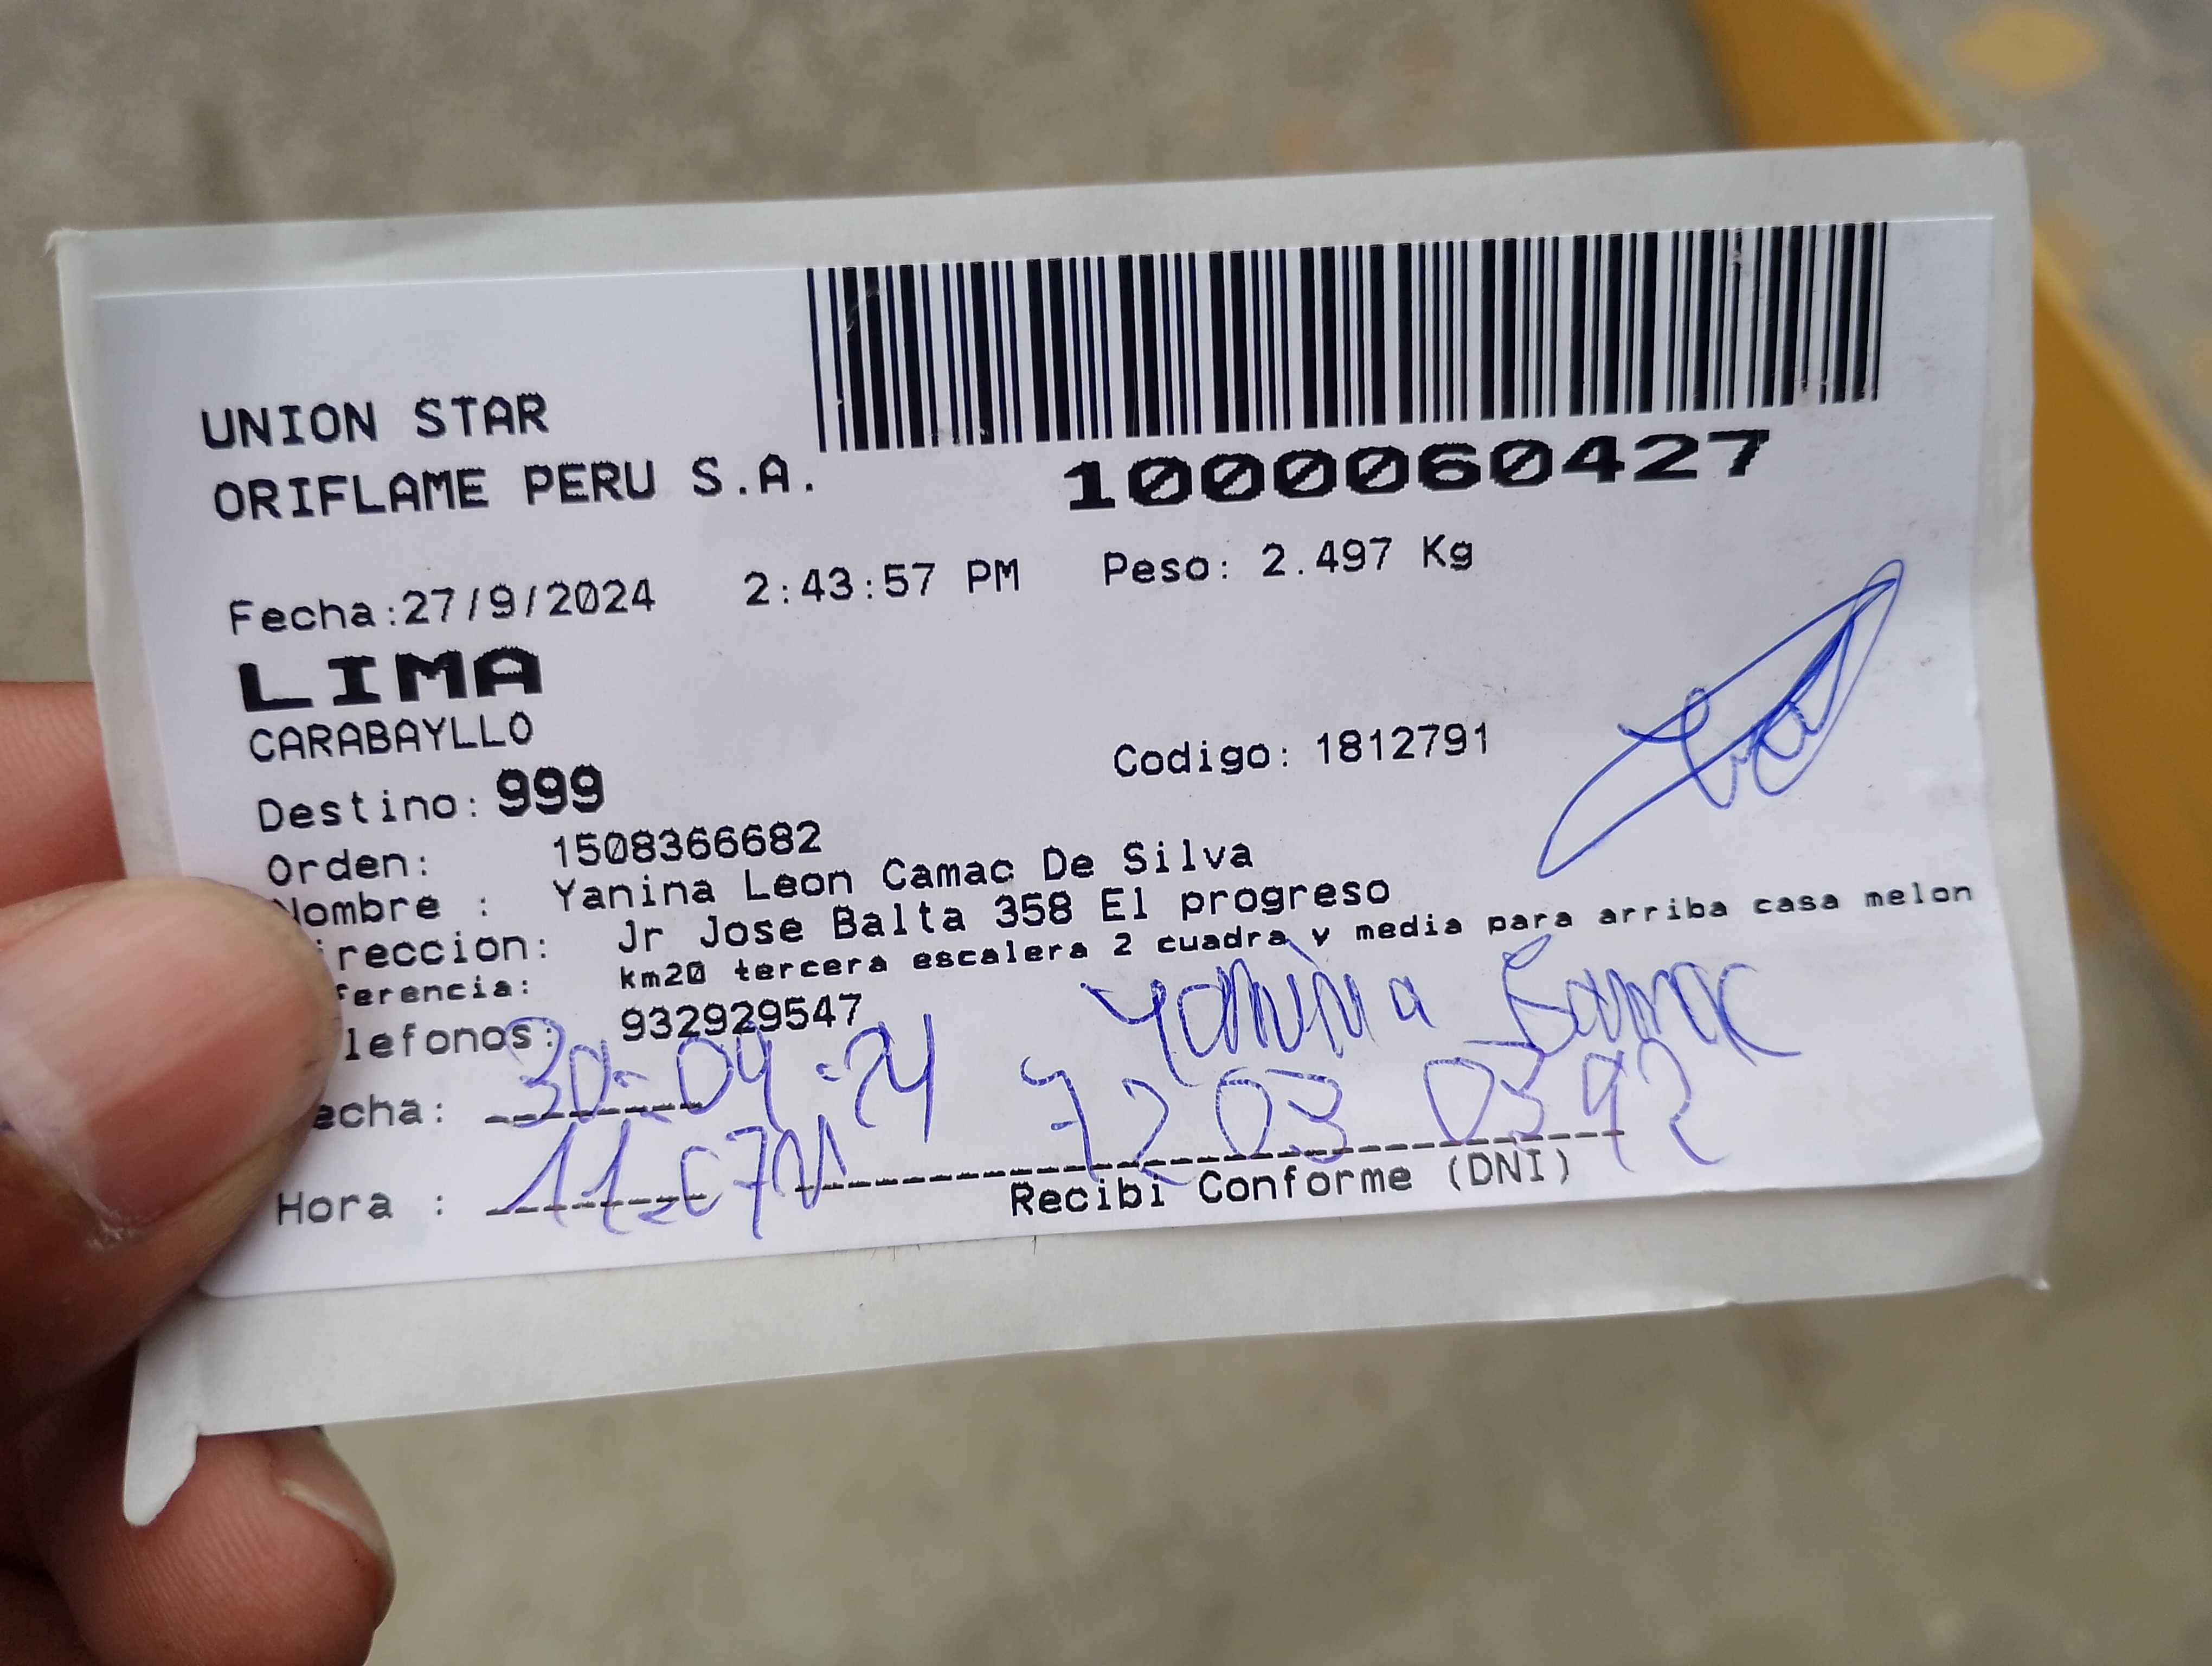 UNION STAR
ORIFLAME PERU S.A.
1000060427
Fecha:27/9/2024 2:43:57 PM Peso: 2.497 Kg
LIMA
CARABAYLLO
Codigo: 1812791
Destino: 999
Orden: 1508366682
Nombre : Yanina Leon Camac De Silva
ireccion: Jr Jose Balta 358 El progreso
ferencia: km20 tercera escalera 2 cuadra y media para arriba casa melon
lefonos: 932929547
Yanina Camac
echa: 30-09-24
Hora :
Recibi Conforme (DNI)